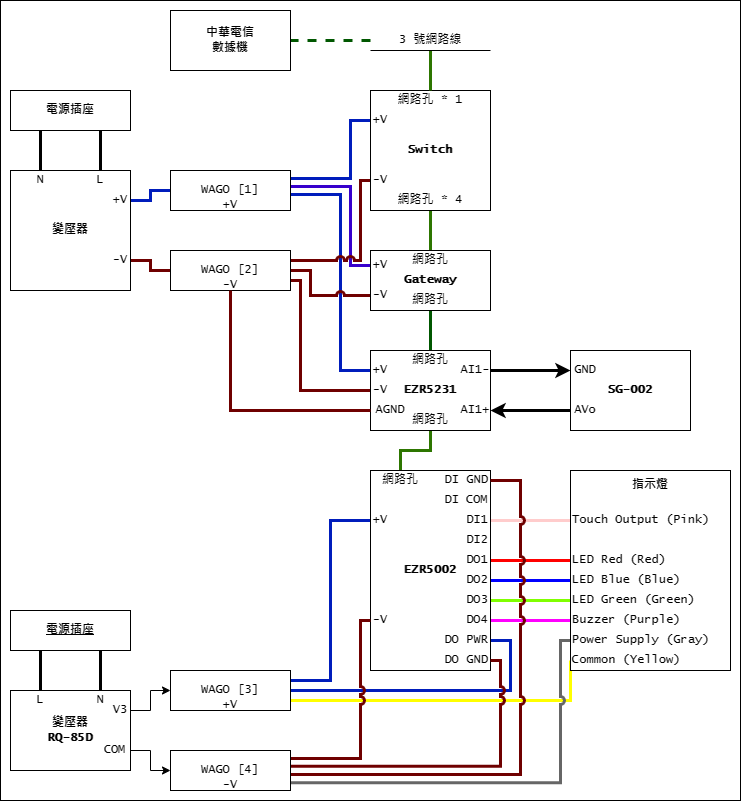 中華電信
數據機
3 號網路線
電源插座
N
L
+V
變壓器
-V
WAGO [1]
+V
WAGO [2]
-V
網路孔 * 1
+V
Switch
-V
網路孔 * 4
網路孔
+V
Gateway
-V
網路孔
網路孔
+V
AI1-
-V
EZR5231
AGND
AI1+
網路孔
GND
SG-002
AVo
網路孔
DI GND
DI COM
+V
DI1
DI2
DO1
EZR5002
DO2
DO3
-V
DO4
DO PWR
DO GND
指示燈
Touch Output (Pink)
LED Red (Red)
LED Blue (Blue)
LED Green (Green)
Buzzer (Purple)
Power Supply (Gray)
Common (Yellow)
電源插座
L
N
V3
變壓器
RQ-85D
COM
WAGO [3]
+V
WAGO [4]
-V